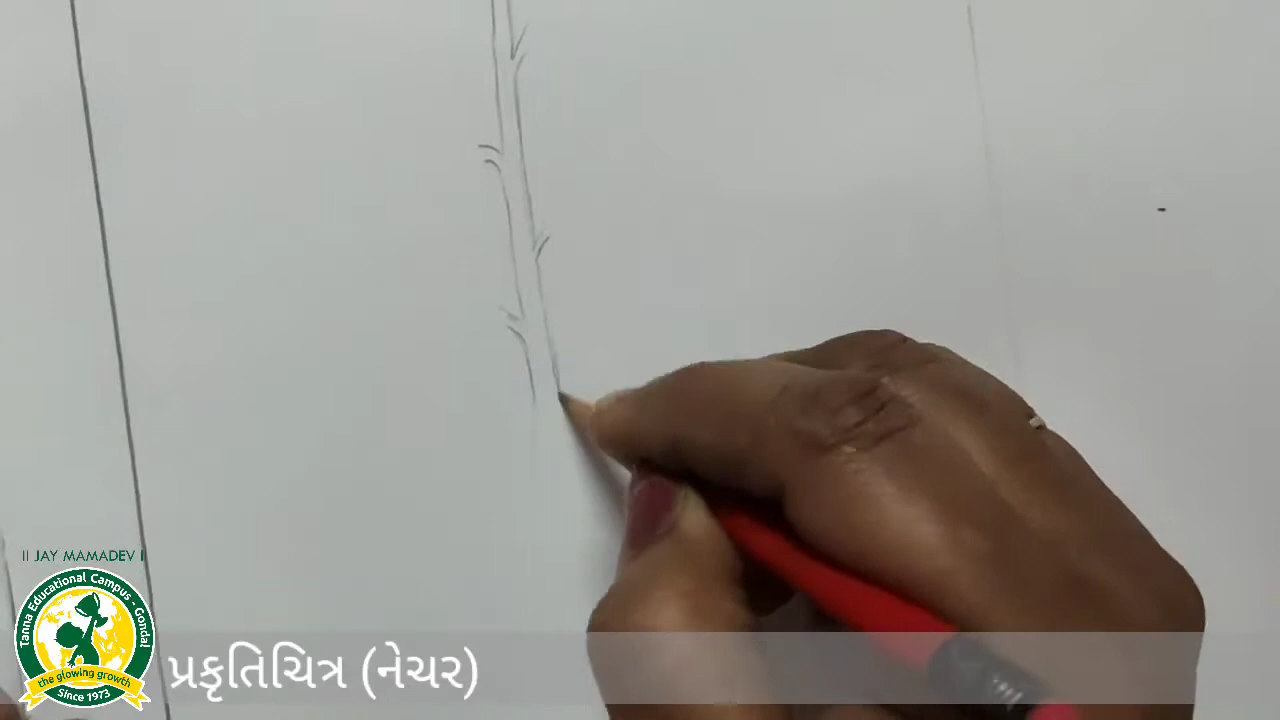 II JAY MAMADEV I
Tanna Educational Campus - Gondal
the glowing growth
Since 1973
પ્રકૃતિચિત્ર (નેચર)